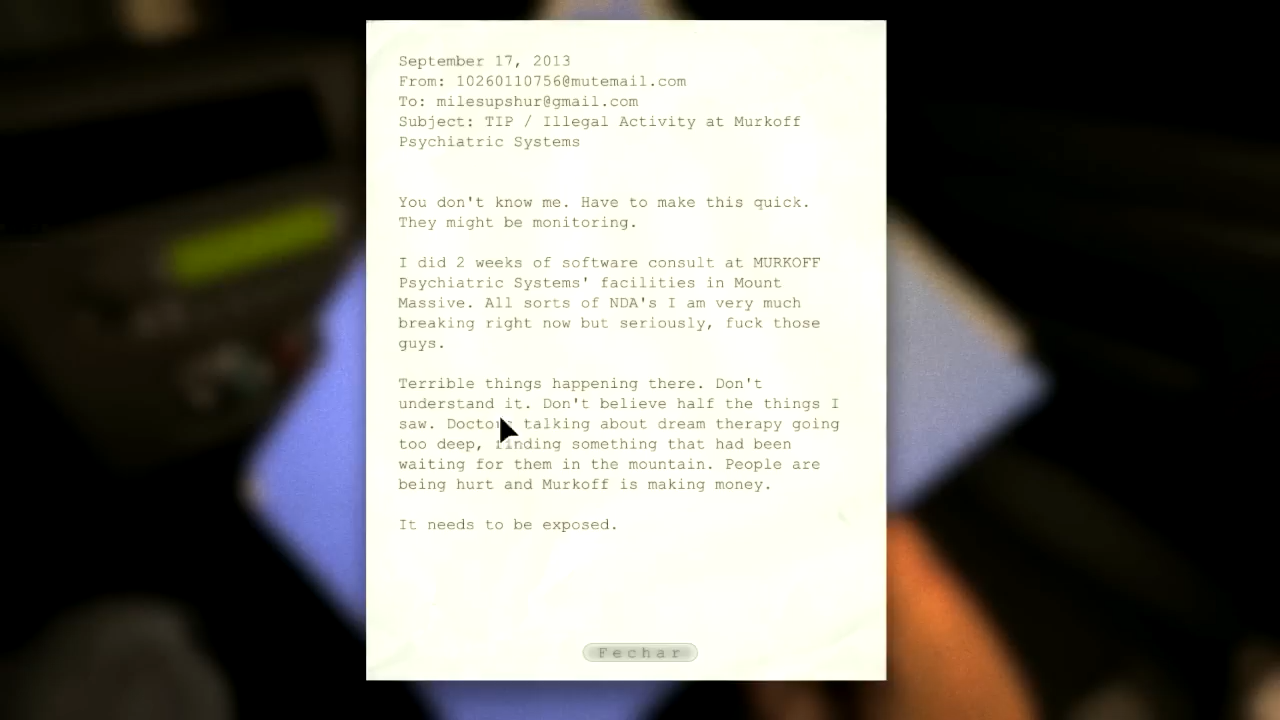 September 17, 2013
From: 10260110756@mutemail.com
To: milesupshur@gmail.com
Subject: TIP / Illegal Activity at Murkoff
Psychiatric Systems
You don't know me. Have to make this quick.
They might be monitoring.
I did 2 weeks of software consult at MURKOFF
Psychiatric Systems' facilities in Mount
Massive. All sorts of NDA's I am very much
breaking right now but seriously, fuck those
guys.
Terrible things happening there. Don't
understand it. Don't believe half the things I
saw. Doctors talking about dream therapy going
too deep, finding something that had been
waiting for them in the mountain. People are
being hurt and Murkoff is making money.
It needs to be exposed.
Fechar